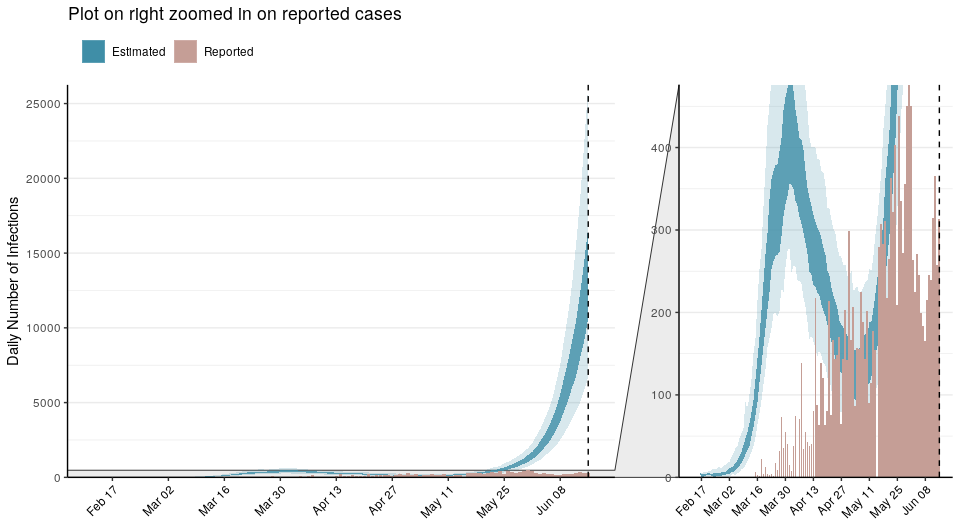 Plot on right zoomed in on reported cases
Estimated Reported
Daily Number of Infections
25000
20000
15000
10000
5000
0
Feb 17 Mar 02 Mar 16 Mar 30 Apr 13 Apr 27 May 11 May 25 Jun 08
400
300
200
100
0
Feb 17 Mar 02 Mar 16 Mar 30 Apr 13 Apr 27 May 11 May 25 Jun 08